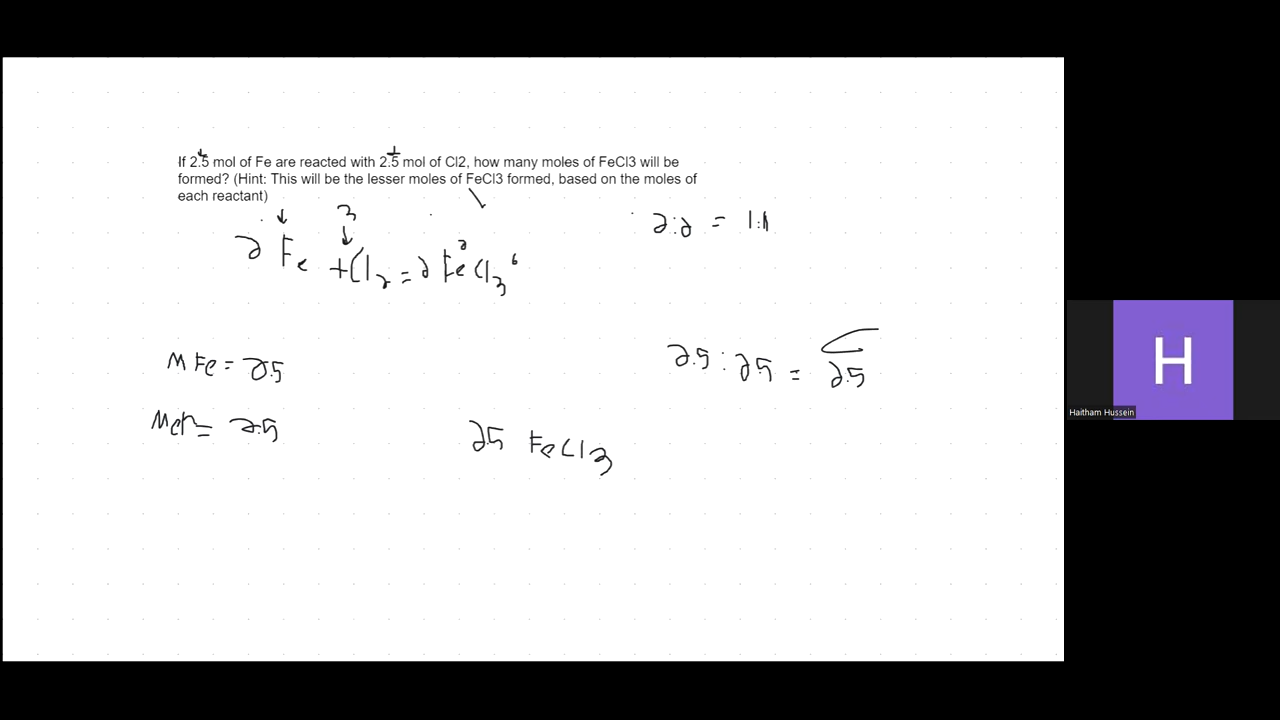 If 2.5 mol of Fe are reacted with 2.5 mol of Cl2, how many moles of FeCl3 will be
formed? (Hint: This will be the lesser moles of FeCl3 formed, based on the moles of
each reactant)
3
2 Fe + Cl2 = 2 FeCl3
2 6
2:2 = 1:1
M Fe = 2.5
2.5 : 2.5 = 2.5
2.5
2.5 FeCl3
H
Haitham Hussein